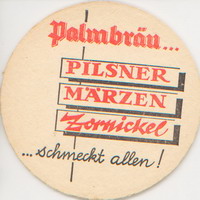 Palmbräu...
PILSNER
MÄRZEN
Zornickel
...schmeckt allen!